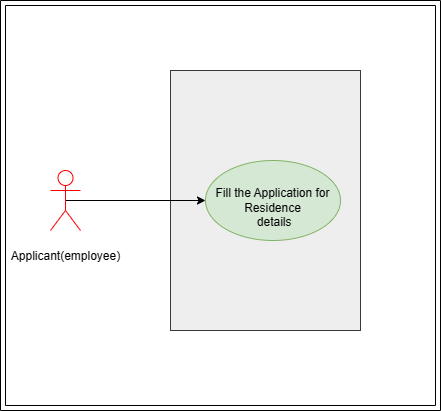 Fill the Application for
Residence
details
Applicant(employee)